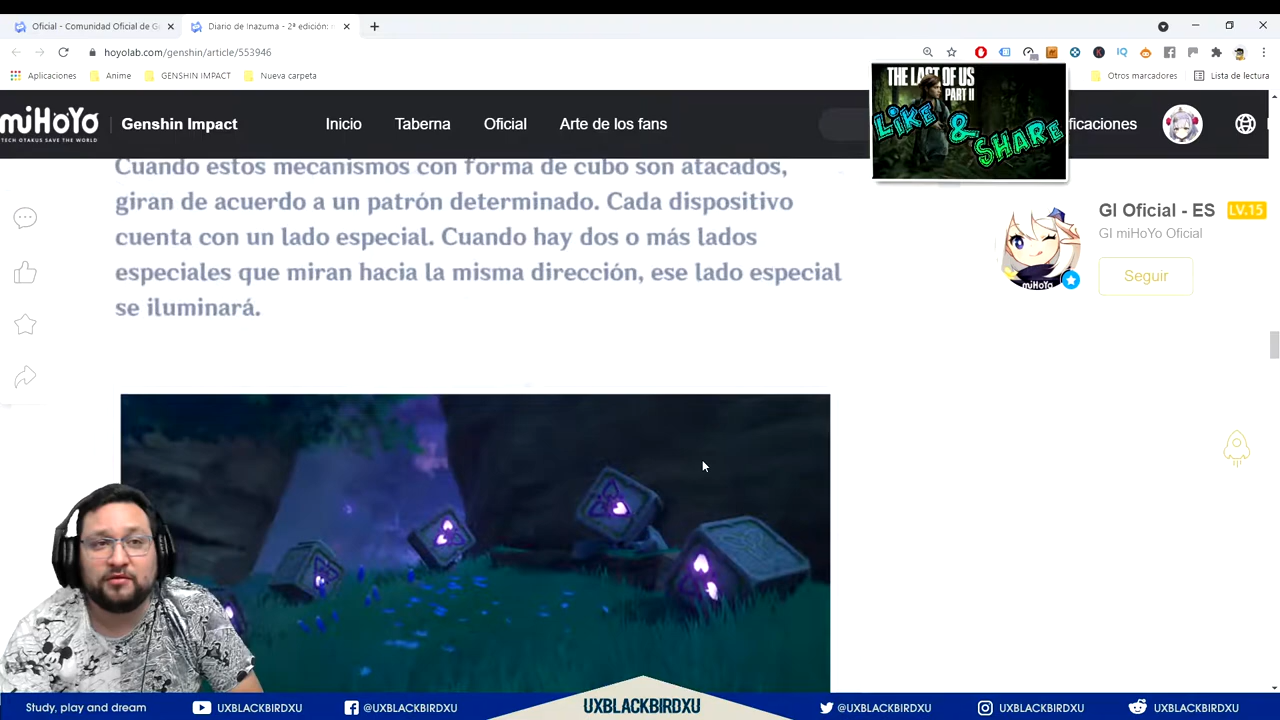 Oficial - Comunidad Oficial de Ge
Diario de Inazuma - 2ª edición:
hoyolab.com/genshin/article/553946
Aplicaciones
Anime
GENSHIN IMPACT
Nueva carpeta
Otros marcadores
Lista de lectura
miHoYo
TECH OTAKUS SAVE THE WORLD
Genshin Impact
Inicio
Taberna
Oficial
Arte de los fans
ficaciones
THE LAST OF US
PART II
LIKE & SHARE
Cuando estos mecanismos con forma de cubo son atacados,
giran de acuerdo a un patrón determinado. Cada dispositivo
cuenta con un lado especial. Cuando hay dos o más lados
especiales que miran hacia la misma dirección, ese lado especial
se iluminará.
GI Oficial - ES LV.15
GI miHoYo Oficial
Seguir
miHoYo
Study, play and dream
UXBLACKBIRDXU
@UXBLACKBIRDXU
UXBLACKBIRDXU
@UXBLACKBIRDXU
UXBLACKBIRDXU
UXBLACKBIRDXU